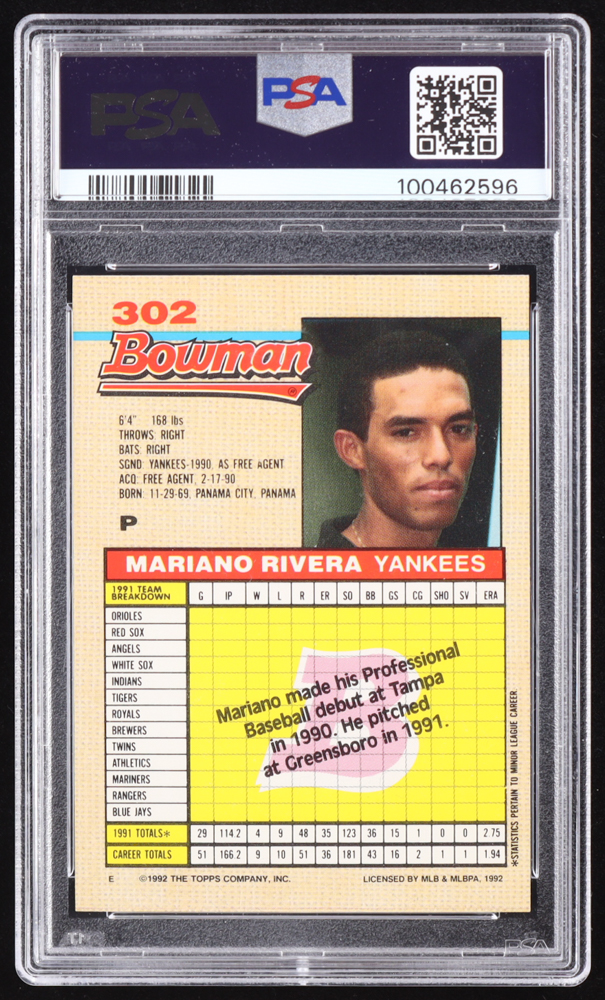 PSA
PSA
100462596
302
Bowman
6'4" 168 lbs
THROWS: RIGHT
BATS: RIGHT
SGND: YANKEES-1990, AS FREE AGENT
ACQ: FREE AGENT, 2-17-90
BORN: 11-29-69, PANAMA CITY, PANAMA
P
MARIANO RIVERA YANKEES
1991 TEAM BREAKDOWN G IP W L R ER SO BB GS CG SHO SV ERA
ORIOLES
RED SOX
ANGELS
WHITE SOX
INDIANS
TIGERS
ROYALS
BREWERS
TWINS
ATHLETICS
MARINERS
RANGERS
BLUE JAYS
Mariano made his Professional
Baseball debut at Tampa
in 1990. He pitched
at Greensboro in 1991.
1991 TOTALS* 29 114.2 4 9 48 35 123 36 15 1 0 0 2.75
CAREER TOTALS 51 166.2 9 10 51 36 181 43 16 2 1 1 1.94
*STATISTICS PERTAIN TO MINOR LEAGUE CAREER.
E ©1992 THE TOPPS COMPANY, INC. LICENSED BY MLB & MLBPA, 1992
PSA